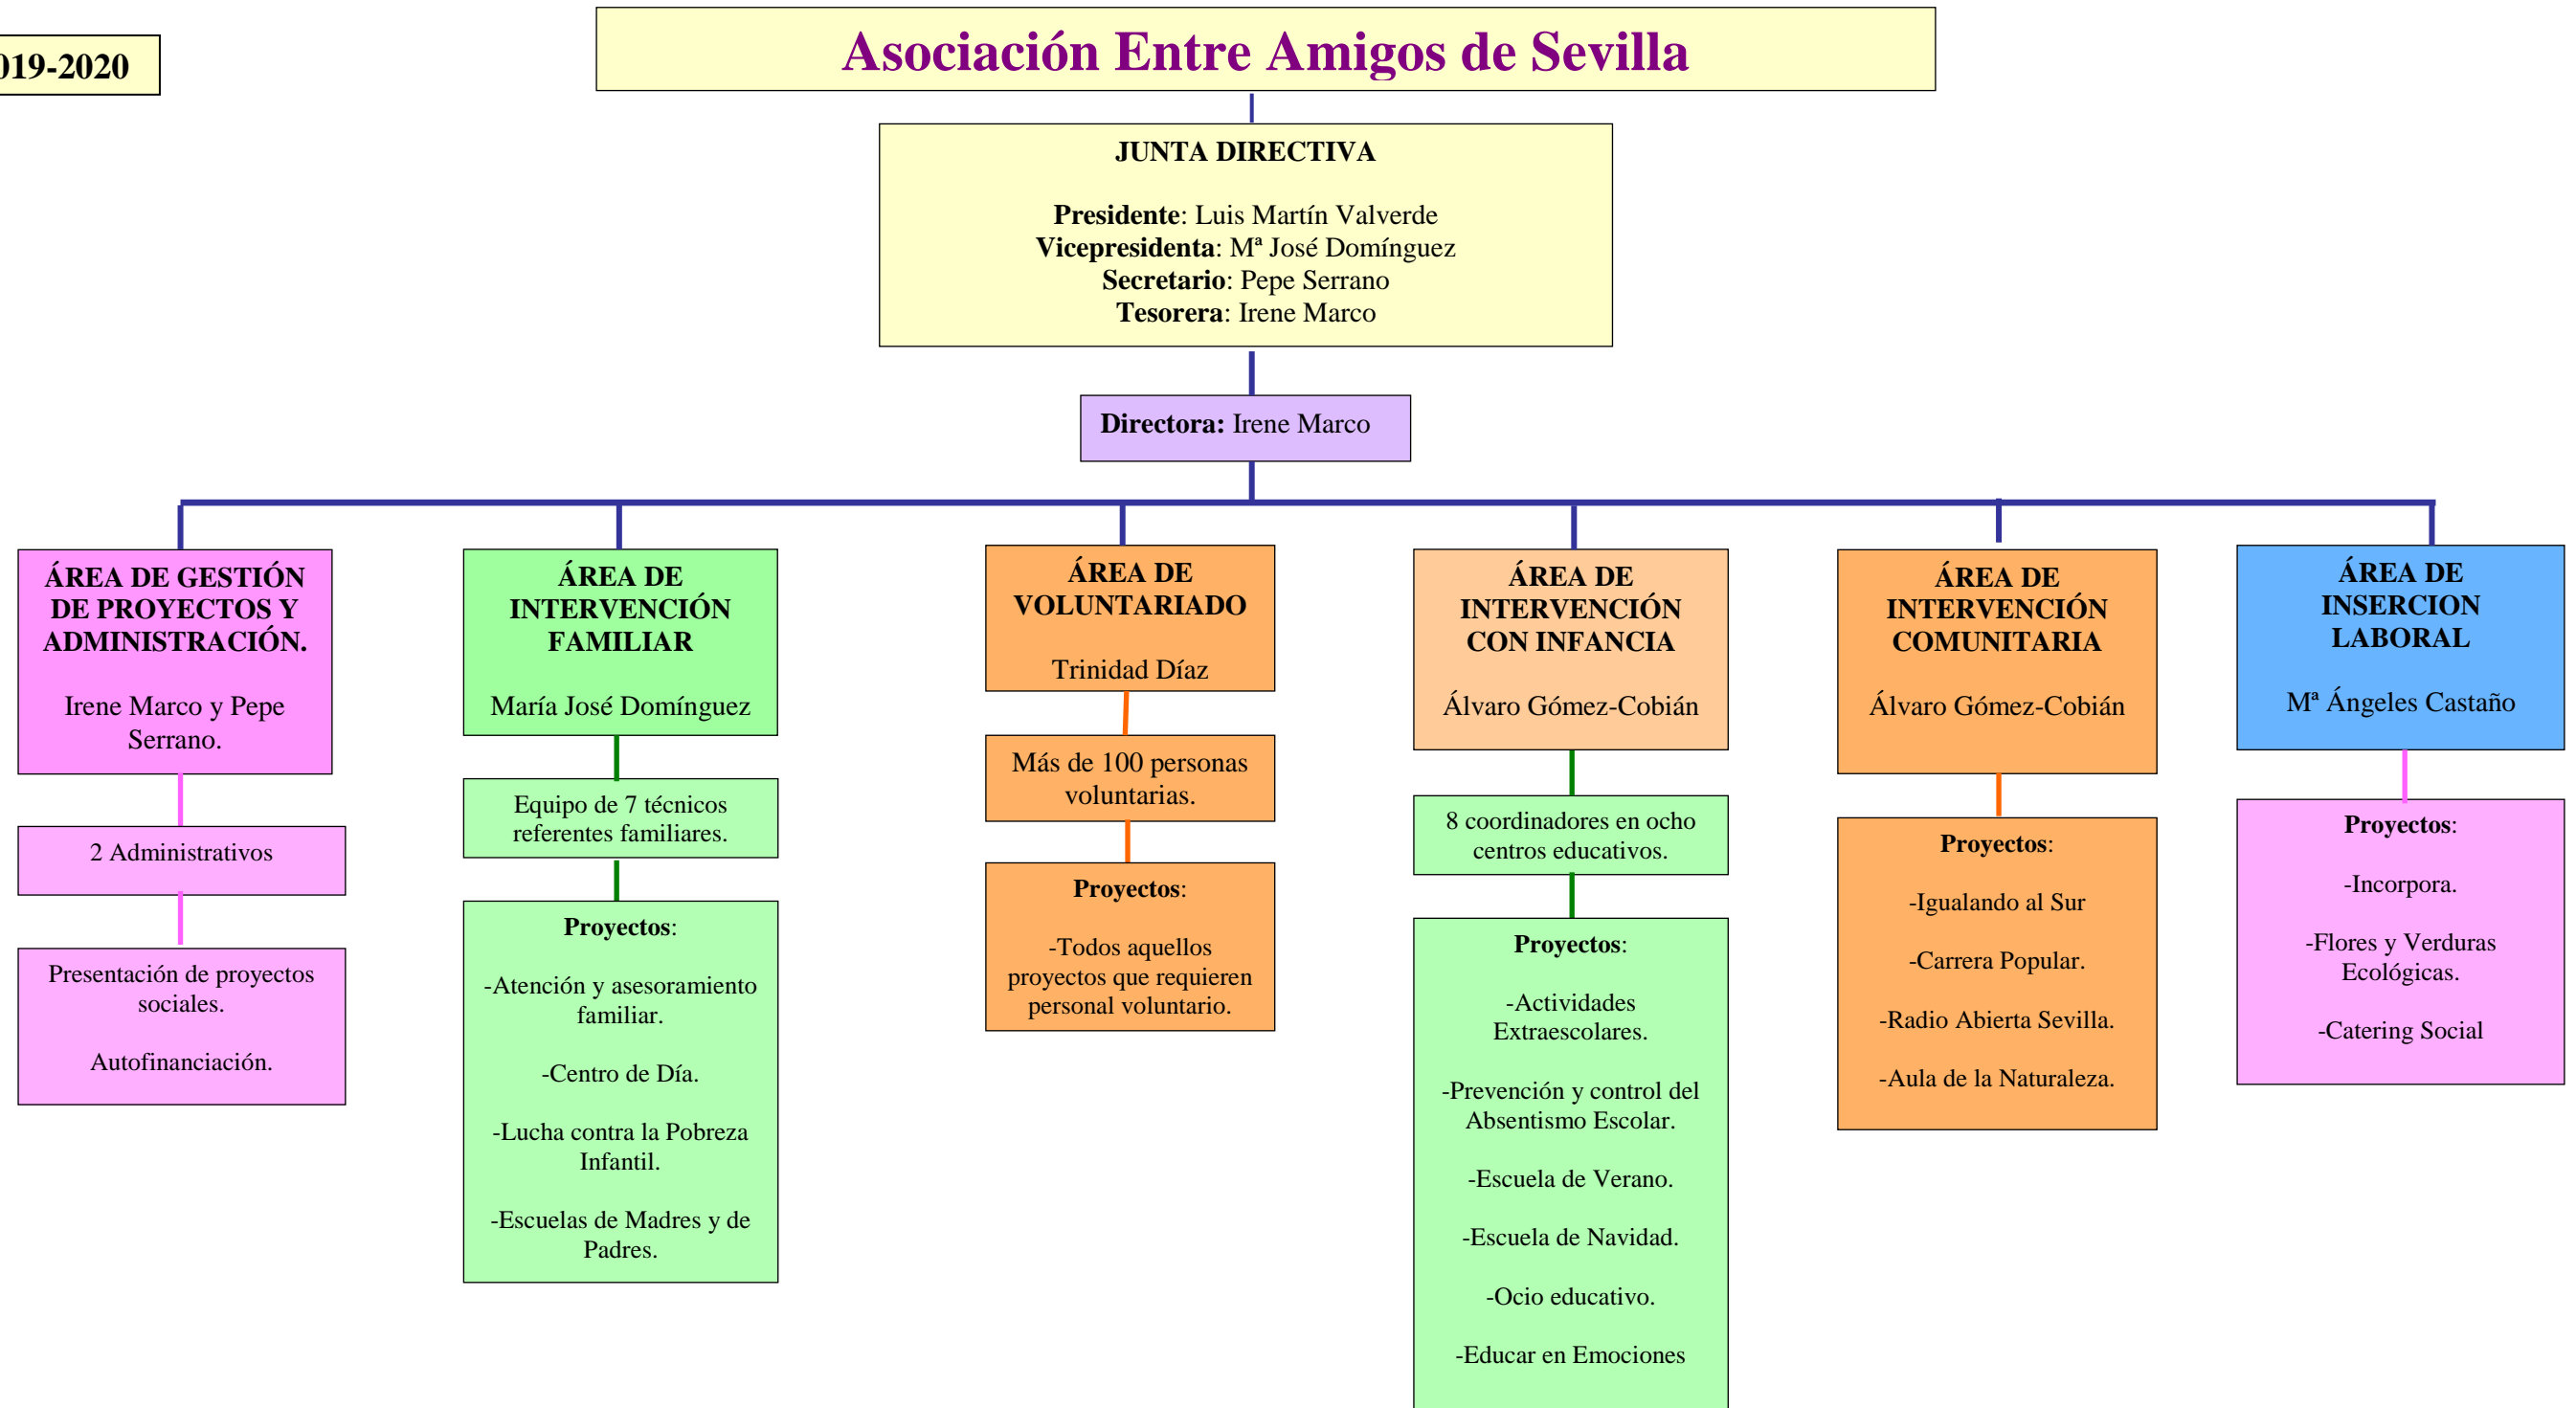 019-2020
Asociación Entre Amigos de Sevilla
JUNTA DIRECTIVA
Presidente: Luis Martín Valverde
Vicepresidenta: Mª José Domínguez
Secretario: Pepe Serrano
Tesorera: Irene Marco
Directora: Irene Marco
ÁREA DE GESTIÓN
DE PROYECTOS Y
ADMINISTRACIÓN.
Irene Marco y Pepe
Serrano.
2 Administrativos
Presentación de proyectos
sociales.
Autofinanciación.
ÁREA DE
INTERVENCIÓN
FAMILIAR
María José Domínguez
Equipo de 7 técnicos
referentes familiares.
Proyectos:
-Atención y asesoramiento
familiar.
-Centro de Día.
-Lucha contra la Pobreza
Infantil.
-Escuelas de Madres y de
Padres.
ÁREA DE
VOLUNTARIADO
Trinidad Díaz
Más de 100 personas
voluntarias.
Proyectos:
-Todos aquellos
proyectos que requieren
personal voluntario.
ÁREA DE
INTERVENCIÓN
CON INFANCIA
Álvaro Gómez-Cobián
8 coordinadores en ocho
centros educativos.
Proyectos:
-Actividades
Extraescolares.
-Prevención y control del
Absentismo Escolar.
-Escuela de Verano.
-Escuela de Navidad.
-Ocio educativo.
-Educar en Emociones
ÁREA DE
INTERVENCIÓN
COMUNITARIA
Álvaro Gómez-Cobián
Proyectos:
-Igualando al Sur
-Carrera Popular.
-Radio Abierta Sevilla.
-Aula de la Naturaleza.
ÁREA DE
INSERCION
LABORAL
Mª Ángeles Castaño
Proyectos:
-Incorpora.
-Flores y Verduras
Ecológicas.
-Catering Social